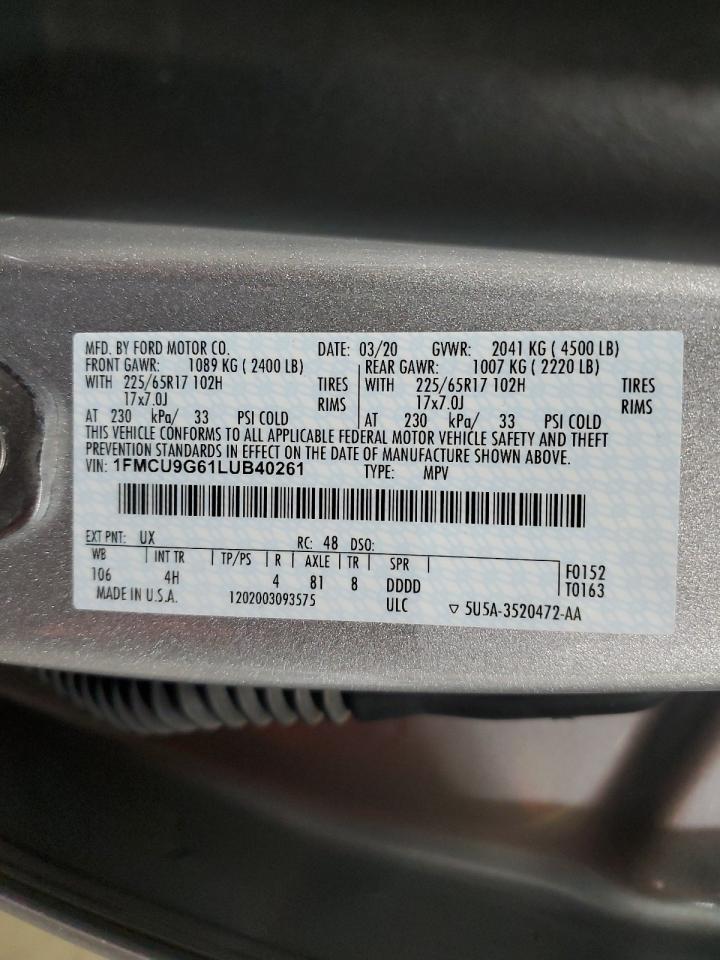 MFD. BY FORD MOTOR CO. DATE: 03/20 GVWR: 2041 KG ( 4500 LB)
FRONT GAWR: 1089 KG ( 2400 LB) REAR GAWR: 1007 KG ( 2220 LB)
WITH 225/65R17 102H TIRES WITH 225/65R17 102H TIRES
17x7.0J RIMS 17x7.0J RIMS
AT 230 kPa/ 33 PSI COLD AT 230 kPa/ 33 PSI COLD
THIS VEHICLE CONFORMS TO ALL APPLICABLE FEDERAL MOTOR VEHICLE SAFETY AND THEFT
PREVENTION STANDARDS IN EFFECT ON THE DATE OF MANUFACTURE SHOWN ABOVE.
VIN: 1FMCU9G61LUB40261 TYPE: MPV
EXT PNT: UX RC: 48 DSO:
WB INT TR TP/PS R AXLE TR SPR F0152
106 4H 4 81 8 DDDD T0163
MADE IN U.S.A. 1202003093575 ULC ▽ 5U5A-3520472-AA